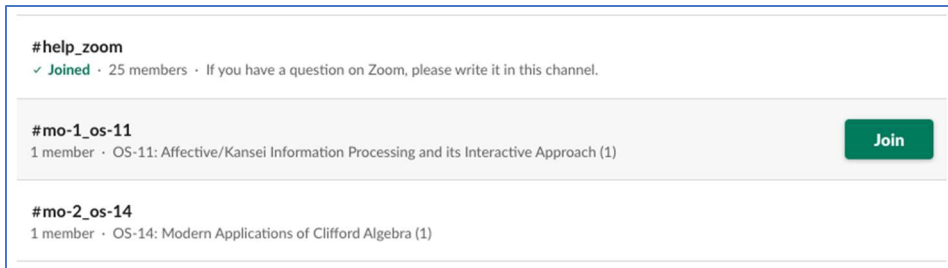 #help_zoom
✓ Joined · 25 members · If you have a question on Zoom, please write it in this channel.
#mo-1_os-11
1 member · OS-11: Affective/Kansei Information Processing and its Interactive Approach (1)
Join
#mo-2_os-14
1 member · OS-14: Modern Applications of Clifford Algebra (1)